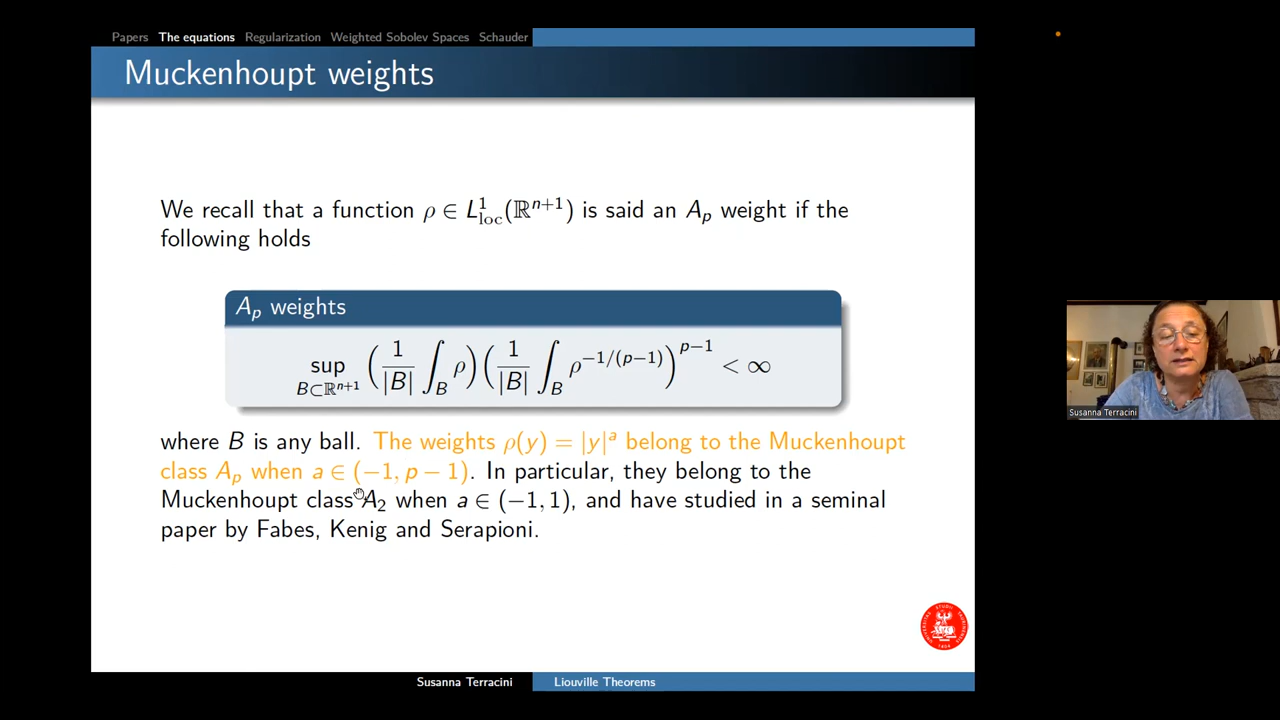 Papers The equations Regularization Weighted Sobolev Spaces Schauder
Muckenhoupt weights
We recall that a function ρ ∈ L¹_loc(ℝⁿ⁺¹) is said an A_p weight if the
following holds
A_p weights
sup_{B⊂ℝⁿ⁺¹} (1/|B| ∫_B ρ)(1/|B| ∫_B ρ^{−1/(p−1)})^{p−1} < ∞
where B is any ball. The weights ρ(y) = |y|^a belong to the Muckenhoupt
class A_p when a ∈ (−1, p − 1). In particular, they belong to the
Muckenhoupt class A₂ when a ∈ (−1, 1), and have studied in a seminal
paper by Fabes, Kenig and Serapioni.
Susanna Terracini
Susanna Terracini Liouville Theorems